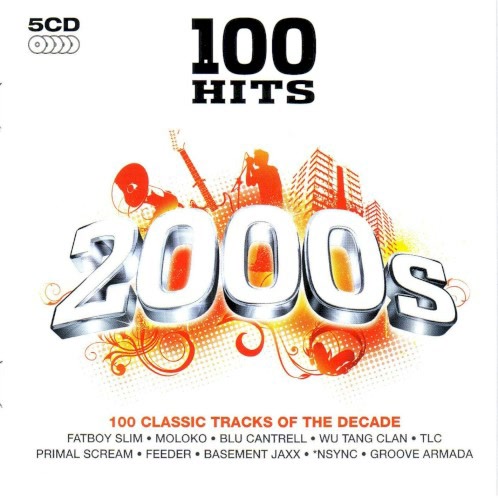 5CD
100
HITS
2000s
100 CLASSIC TRACKS OF THE DECADE
FATBOY SLIM • MOLOKO • BLU CANTRELL • WU TANG CLAN • TLC
PRIMAL SCREAM • FEEDER • BASEMENT JAXX • *NSYNC • GROOVE ARMADA